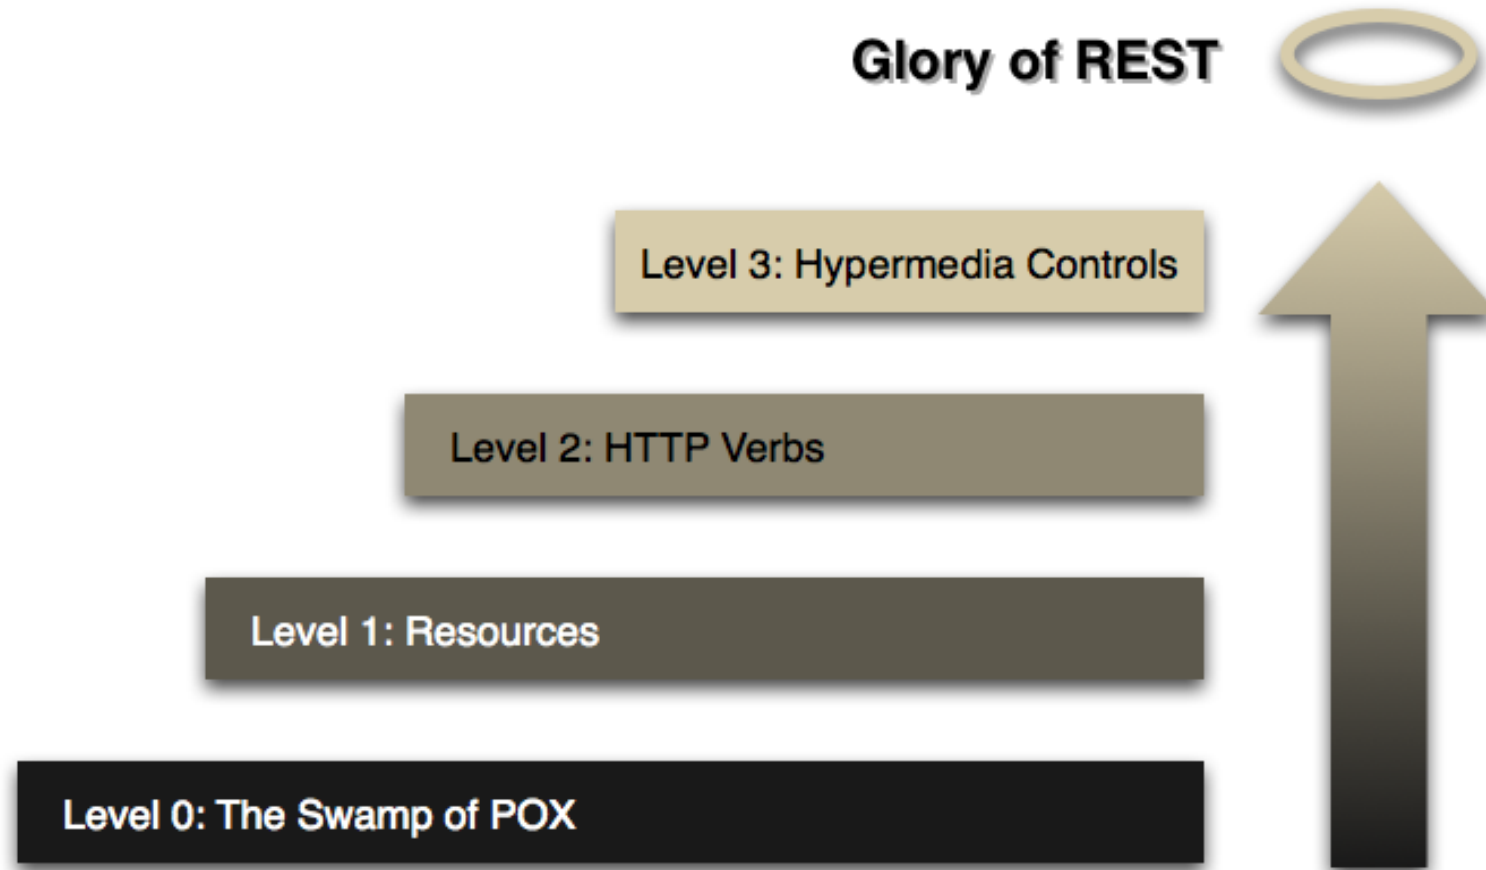 Glory of REST
Level 3: Hypermedia Controls
Level 2: HTTP Verbs
Level 1: Resources
Level 0: The Swamp of POX